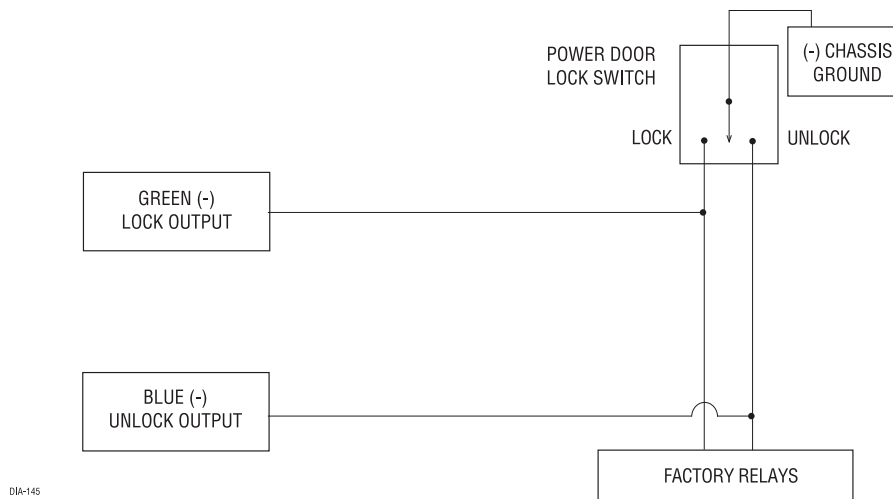 POWER DOOR
LOCK SWITCH
(-) CHASSIS
GROUND
LOCK
UNLOCK
GREEN (-)
LOCK OUTPUT
BLUE (-)
UNLOCK OUTPUT
FACTORY RELAYS
DIA-145